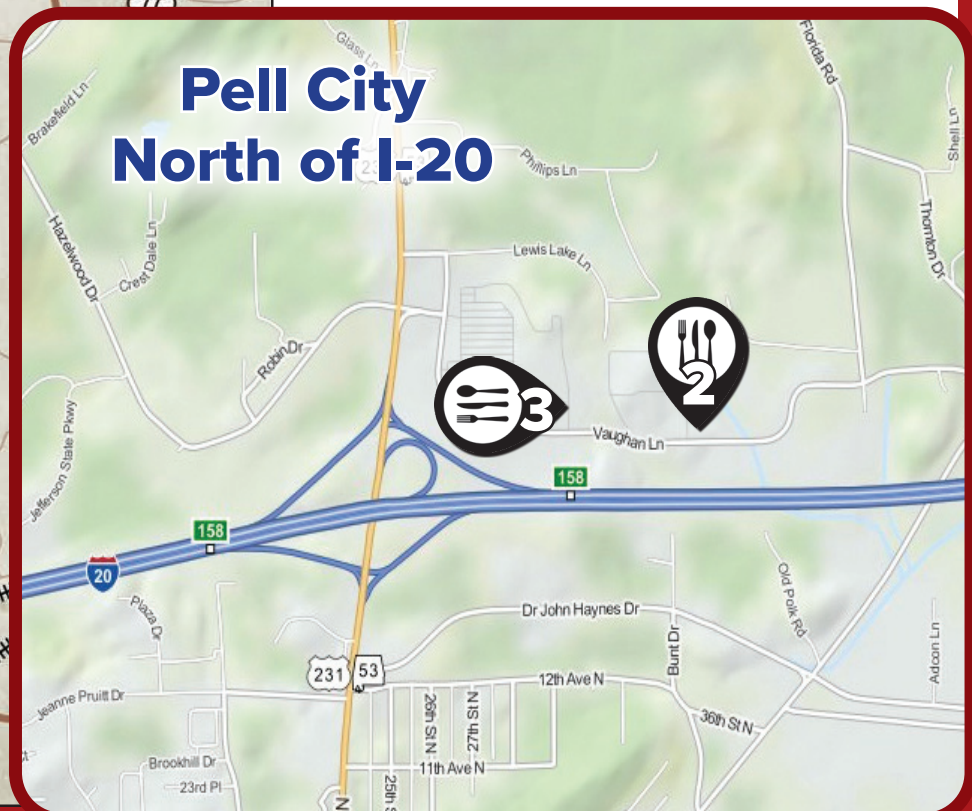 Pell City
North of I-20
Glass Ln
Florida Rd
Brakefield Ln
Shell Ln
Phillips Ln
Thornton Dr
Hazelwood Dr
Crest Dale Ln
Lewis Lake Ln
Robin Dr
2
3
Vaughan Ln
Jefferson State Pkwy
158
158
20
Plaza Dr
Old Polk Rd
Dr John Haynes Dr
Bunt Dr
Adcon Ln
231
53
12th Ave N
Jeanne Pruitt Dr
26th St N
27th St N
36th St N
Brookhill Dr
11th Ave N
23rd Pl
25th S
N